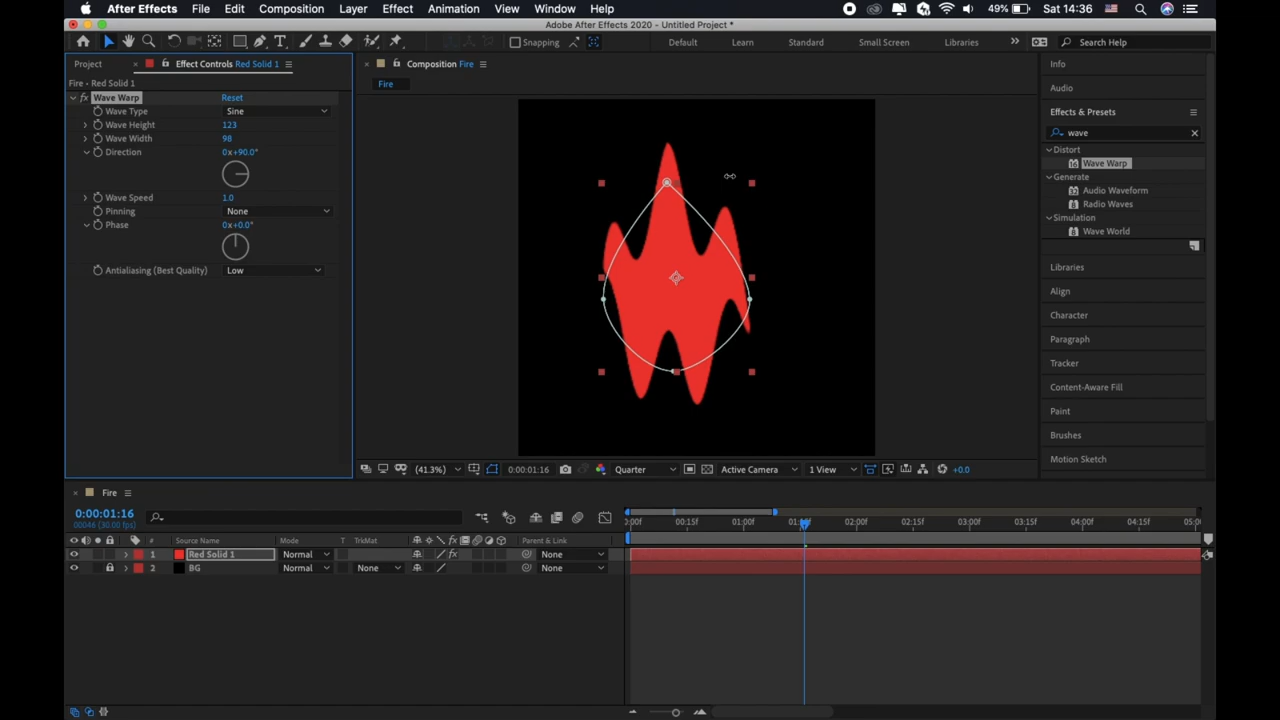 After Effects File Edit Composition Layer Effect Animation View Window Help 49% Sat 14:36
Adobe After Effects 2020 - Untitled Project *
Snapping Default Learn Standard Small Screen Libraries Search Help
Project Effect Controls Red Solid 1
Fire • Red Solid 1
fx Wave Warp Reset
Wave Type Sine
Wave Height 123
Wave Width 98
Direction 0x+90.0°
Wave Speed 1.0
Pinning None
Phase 0x+0.0°
Antialiasing (Best Quality) Low
Composition Fire
Fire
(41.3%) 0:00:01:16 Quarter Active Camera 1 View +0.0
Info
Audio
Effects & Presets
wave
Distort
Wave Warp
Generate
Audio Waveform
Radio Waves
Simulation
Wave World
Libraries
Align
Character
Paragraph
Tracker
Content-Aware Fill
Paint
Brushes
Motion Sketch
Fire
0:00:01:16
00046 (30.00 fps)
):00f 00:15f 01:00f 02:00f 02:15f 03:00f 03:15f 04:00f 04:15f 05:0
# Source Name Mode T TrkMat Parent & Link
1 Red Solid 1 Normal fx None
2 BG Normal None None